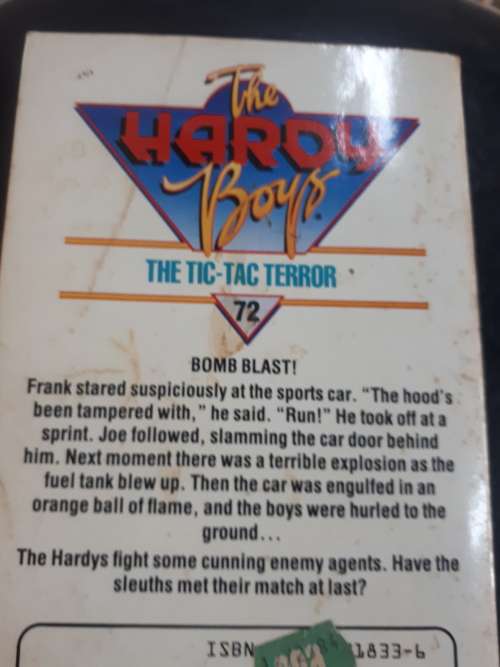 The
HARDY
Boys
THE TIC-TAC TERROR
72
BOMB BLAST!
Frank stared suspiciously at the sports car. “The hood's
been tampered with,” he said. “Run!” He took off at a
sprint. Joe followed, slamming the car door behind
him. Next moment there was a terrible explosion as the
fuel tank blew up. Then the car was engulfed in an
orange ball of flame, and the boys were hurled to the
ground...
The Hardys fight some cunning enemy agents. Have the
sleuths met their match at last?
ISBN 1833-6